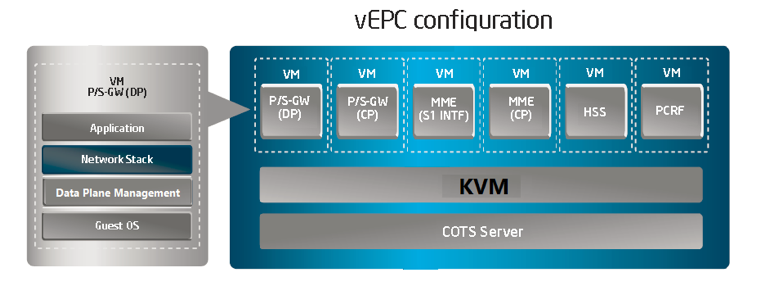 vEPC configuration
VM
P/S-GW (DP)
Application
Network Stack
Data Plane Management
Guest OS
VM
P/S-GW
(DP)
VM
P/S-GW
(CP)
VM
MME
(S1 INTF)
VM
MME
(CP)
VM
HSS
VM
PCRF
KVM
COTS Server